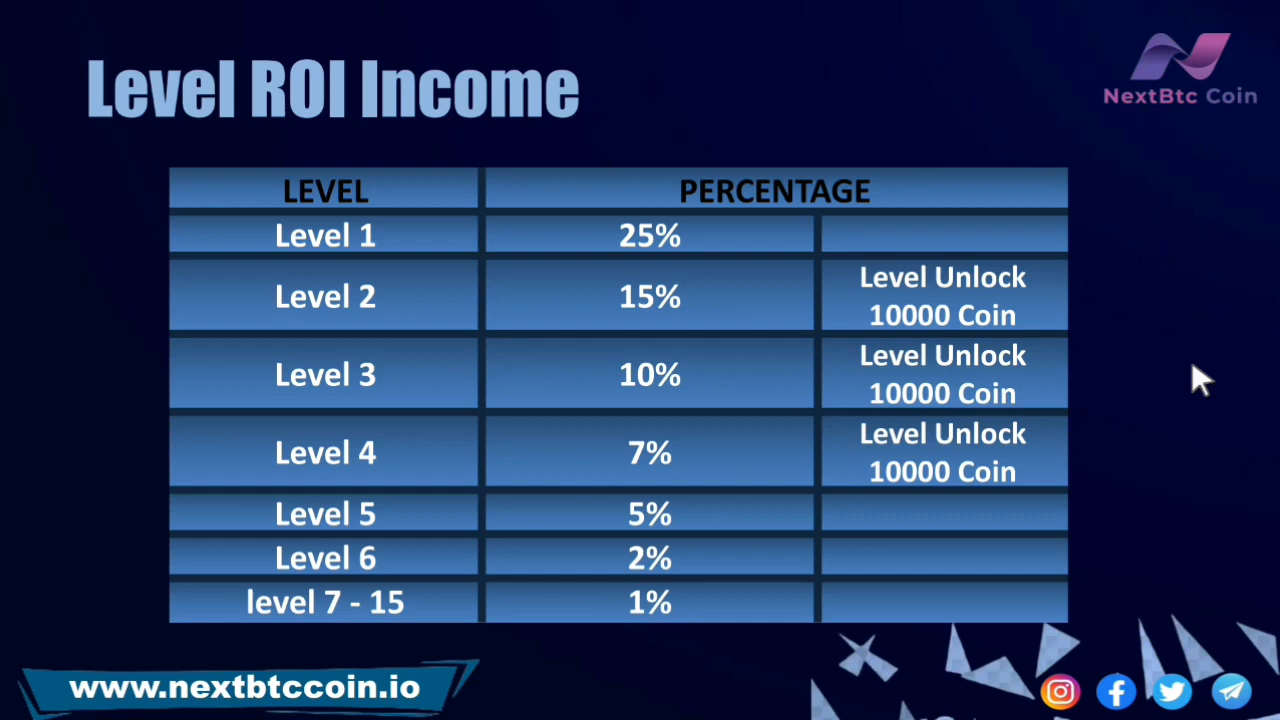 Level ROI Income
NextBtc Coin
LEVEL PERCENTAGE
Level 1 25%
Level 2 15% Level Unlock
10000 Coin
Level 3 10% Level Unlock
10000 Coin
Level 4 7% Level Unlock
10000 Coin
Level 5 5%
Level 6 2%
level 7 - 15 1%
www.nextbtccoin.io